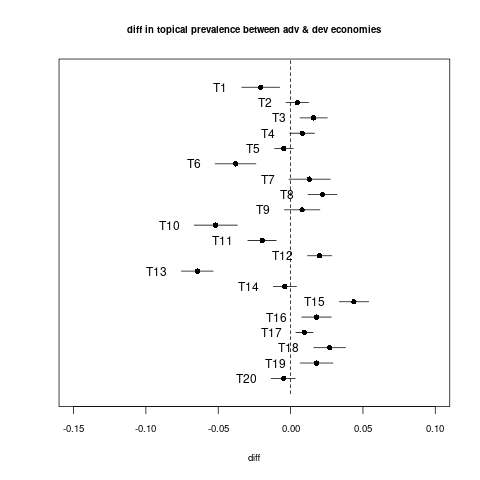 diff in topical prevalence between adv & dev economies
T1
T2
T3
T4
T5
T6
T7
T8
T9
T10
T11
T12
T13
T14
T15
T16
T17
T18
T19
T20
-0.15 -0.10 -0.05 0.00 0.05 0.10
diff